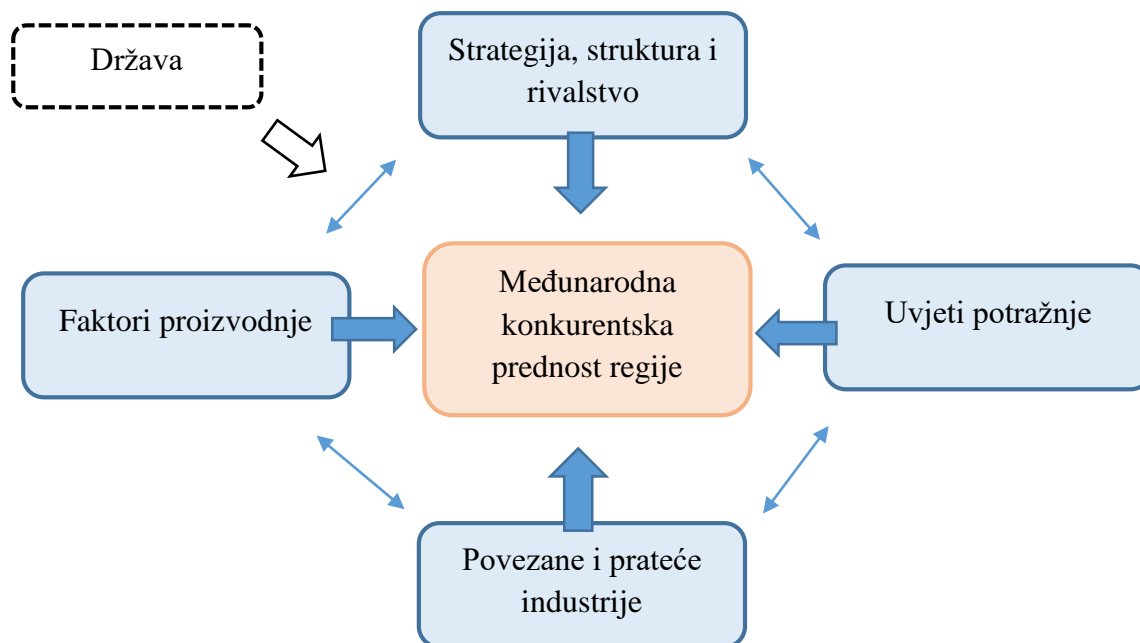 Država
Strategija, struktura i
rivalstvo
Faktori proizvodnje
Međunarodna
konkurentska
prednost regije
Uvjeti potražnje
Povezane i prateće
industrije